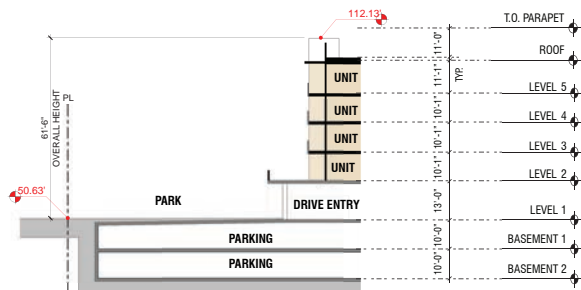 112.13'
T.O. PARAPET
11'-0"
ROOF
11'-1"
TYP.
UNIT
LEVEL 5
10'-1"
UNIT
LEVEL 4
10'-1"
UNIT
LEVEL 3
10'-1"
UNIT
LEVEL 2
61'-6"
OVERALL HEIGHT
PL
50.63'
PARK
DRIVE ENTRY
13'-0"
LEVEL 1
PARKING
10'-0"
BASEMENT 1
PARKING
10'-0"
BASEMENT 2